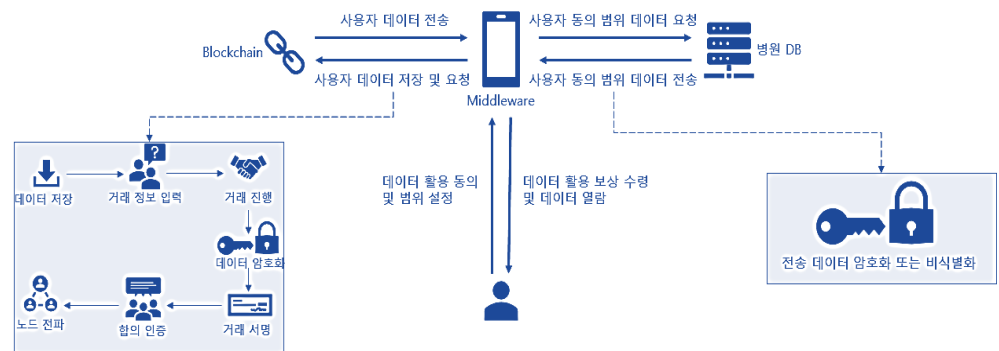 사용자 데이터 전송
사용자 동의 범위 데이터 요청
Blockchain
병원 DB
사용자 데이터 저장 및 요청
사용자 동의 범위 데이터 전송
Middleware
?
데이터 저장
거래 정보 입력
거래 진행
데이터 활용 동의
및 범위 설정
데이터 활용 보상 수령
및 데이터 열람
데이터 암호화
전송 데이터 암호화 또는 비식별화
노드 전파
합의 인증
거래 서명